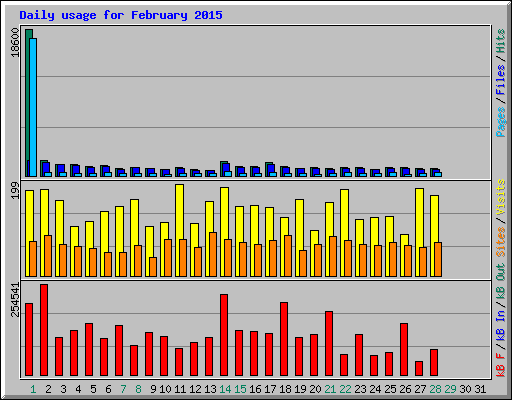 Daily usage for February 2015
18600
Pages / Files / Hits
199
Sites / Visits
254541
kB F / kB In / kB Out
1 2 3 4 5 6 7 8 9 10 11 12 13 14 15 16 17 18 19 20 21 22 23 24 25 26 27 28 29 30 31